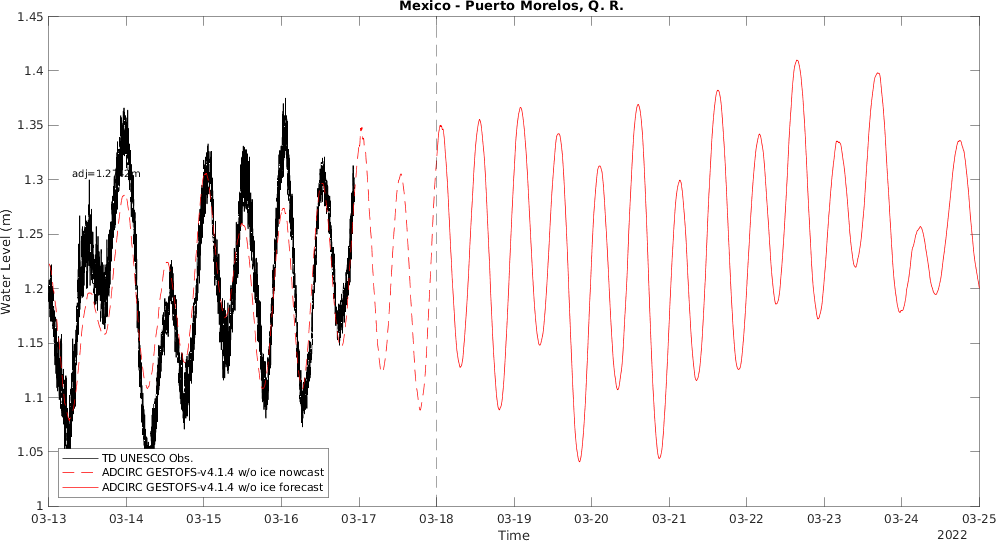 Mexico - Puerto Morelos, Q. R.
1.45
1.4
1.35
1.3
1.25
1.2
1.15
1.1
1.05
1
Water Level (m)
TD UNESCO Obs.
ADCIRC GESTOFS-v4.1.4 w/o ice nowcast
ADCIRC GESTOFS-v4.1.4 w/o ice forecast
03-13 03-14 03-15 03-16 03-17 03-18 03-19 03-20 03-21 03-22 03-23 03-24 03-25
Time
2022